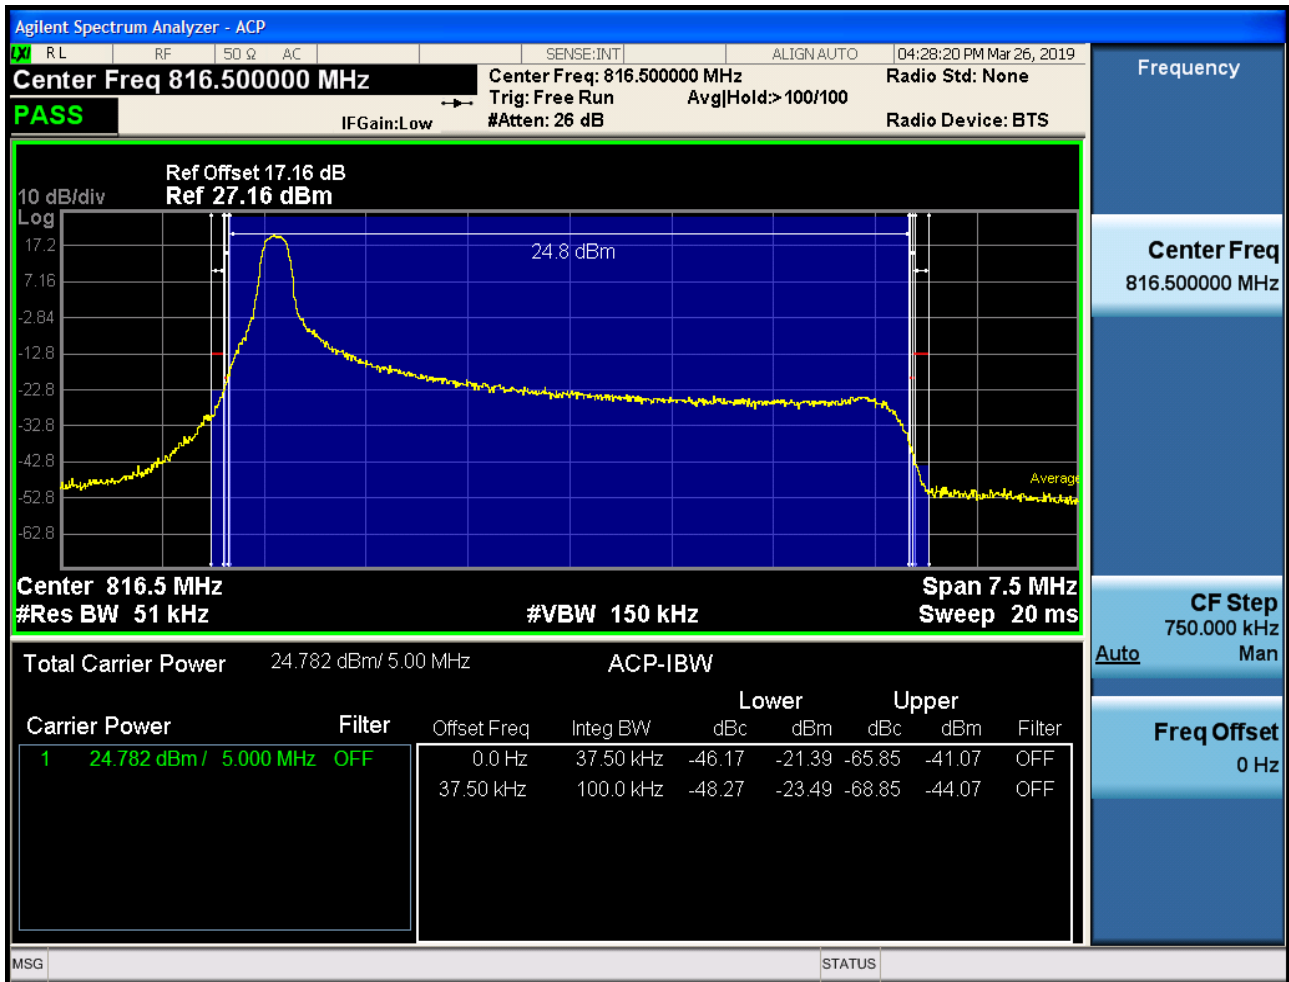 Agilent Spectrum Analyzer - ACP
LXI RL RF 50 Ω AC SENSE:INT ALIGN AUTO 04:28:20 PM Mar 26, 2019
Center Freq 816.500000 MHz
PASS
IFGain:Low
Center Freq: 816.500000 MHz
Trig: Free Run Avg|Hold:>100/100
#Atten: 26 dB
Radio Std: None
Radio Device: BTS
Ref Offset 17.16 dB
10 dB/div Ref 27.16 dBm
Log
17.2
7.16
-2.84
-12.8
-22.8
-32.8
-42.8
-52.8
-62.8
24.8 dBm
Average
Center 816.5 MHz Span 7.5 MHz
#Res BW 51 kHz #VBW 150 kHz Sweep 20 ms
Total Carrier Power 24.782 dBm/ 5.00 MHz ACP-IBW
Lower Upper
Carrier Power Filter Offset Freq Integ BW dBc dBm dBc dBm Filter
1 24.782 dBm / 5.000 MHz OFF 0.0 Hz 37.50 kHz -46.17 -21.39 -65.85 -41.07 OFF
37.50 kHz 100.0 kHz -48.27 -23.49 -68.85 -44.07 OFF
MSG STATUS
Frequency
Center Freq
816.500000 MHz
CF Step
750.000 kHz
Auto Man
Freq Offset
0 Hz